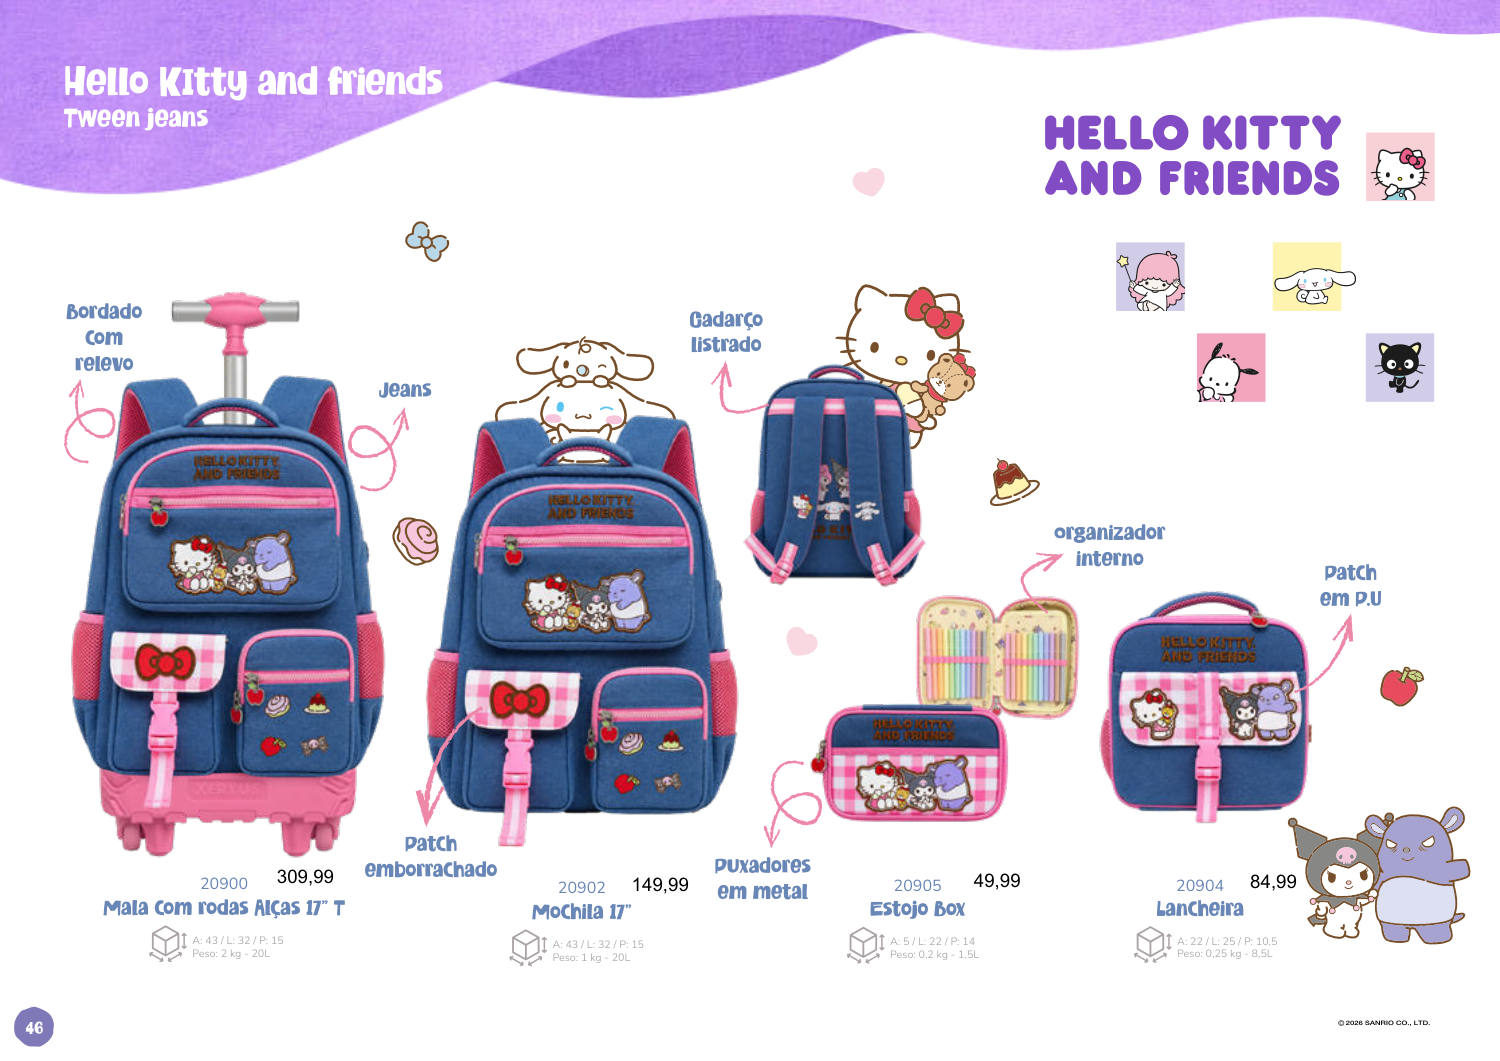 Hello Kitty and friends
Tween jeans
HELLO KITTY
AND FRIENDS
Bordado
com
relevo
Jeans
Cadarço
listrado
organizador
interno
Patch
em P.U
HELLO KITTY
AND FRIENDS
HELLO KITTY
AND FRIENDS
HELLO KITTY
AND FRIENDS
HELLO KITTY
AND FRIENDS
XERYUS
Patch
emborrachado
Puxadores
em metal
20900 309,99
Mala com rodas Alças 17" T
A: 43 / L: 32 / P: 15
Peso: 2 kg - 20L
20902 149,99
Mochila 17"
A: 43 / L: 32 / P: 15
Peso: 1 kg - 20L
20905 49,99
Estojo Box
A: 5 / L: 22 / P: 14
Peso: 0,2 kg - 1,5L
20904 84,99
Lancheira
A: 22 / L: 25 / P: 10,5
Peso: 0,25 kg - 8,5L
46
© 2026 SANRIO CO., LTD.